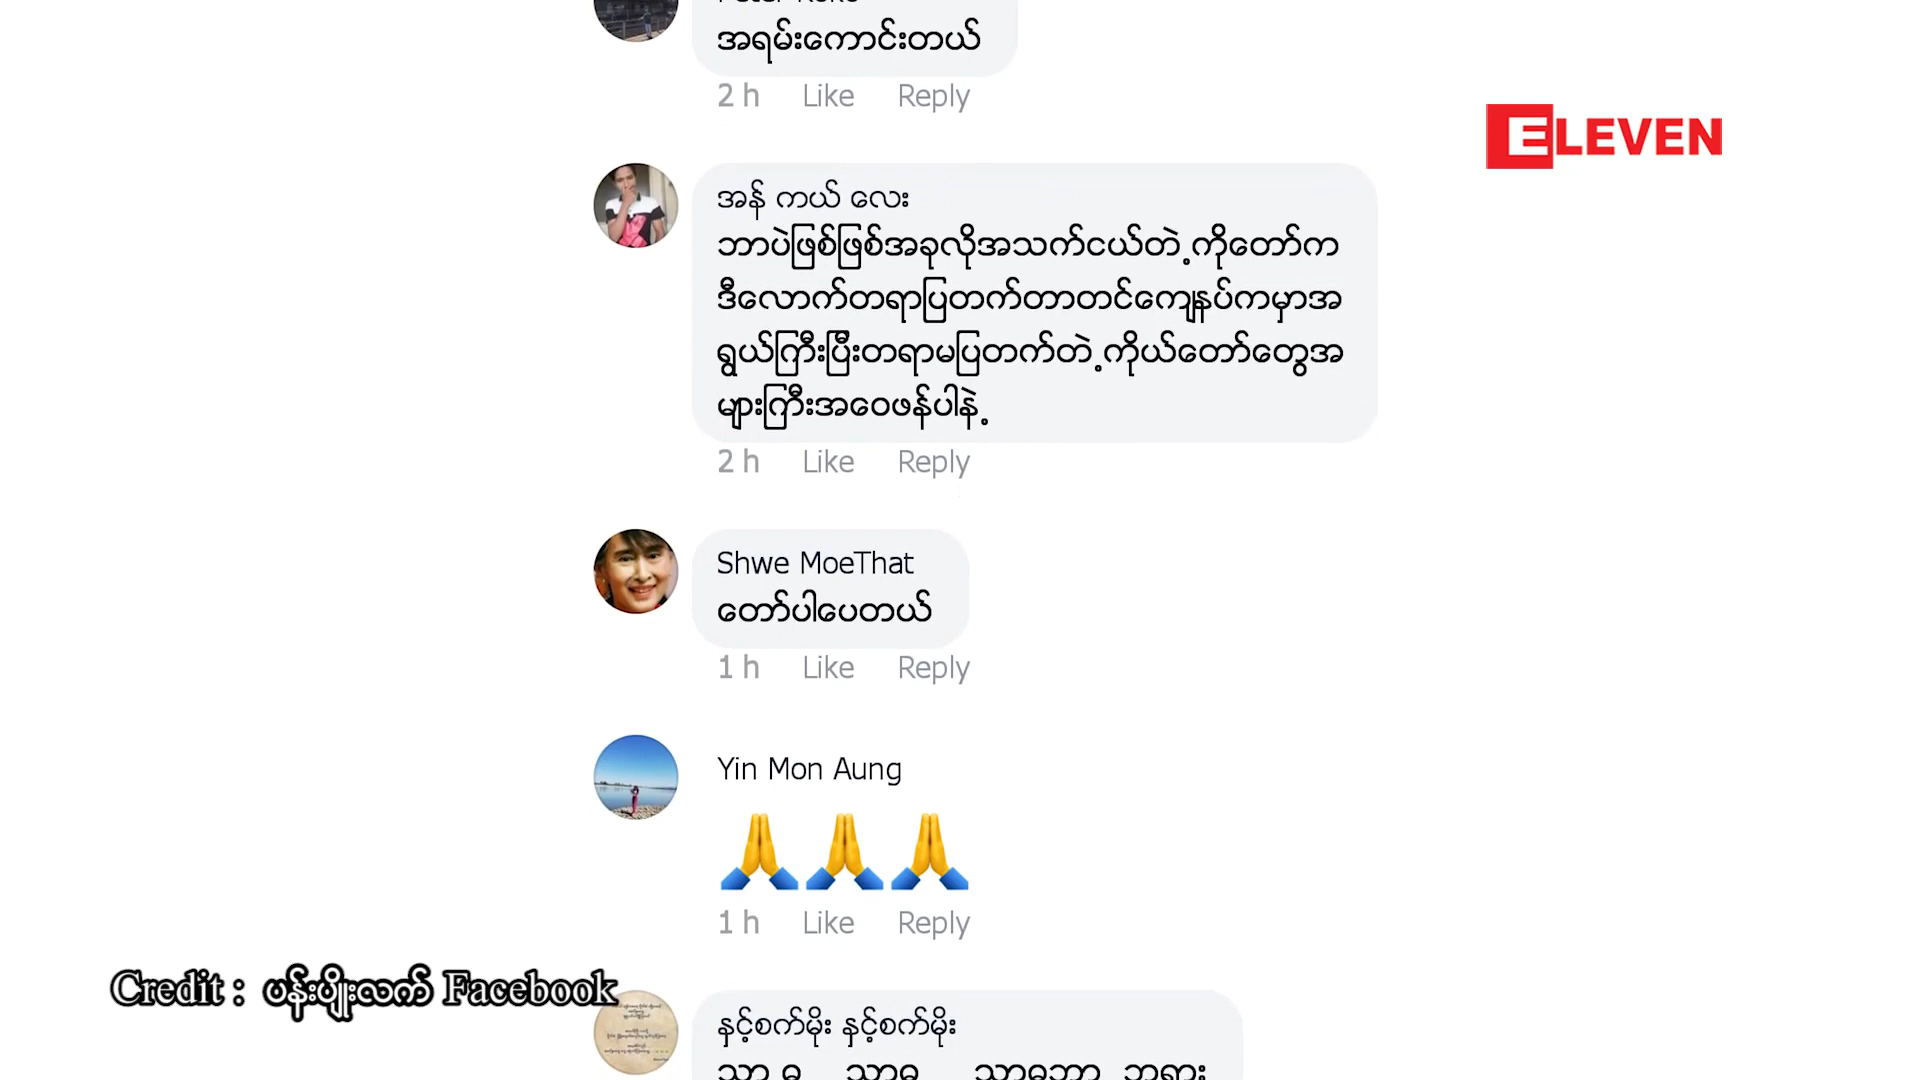 အရမ်းကောင်းတယ်
2 h Like Reply
ELEVEN
အန် ကယ် လေး
ဘာပဲဖြစ်ဖြစ်အခုလိုအသက်ငယ်တဲ့ကိုတော်က
ဒီလောက်တရားပြတက်တာတင်ကျေနပ်ကမှာအ
ရွယ်ကြီးပြီးတရာမပြတက်တဲ့ကိုယ်တော်တွေအ
များကြီးအဝေဖန်ပါနဲ့
2 h Like Reply
Shwe MoeThat
တော်ပါပေတယ်
1 h Like Reply
Yin Mon Aung
🙏🙏🙏
1 h Like Reply
Credit : ပန်းပျိုးလက် Facebook
နှင့်စက်မိုး နှင့်စက်မိုး